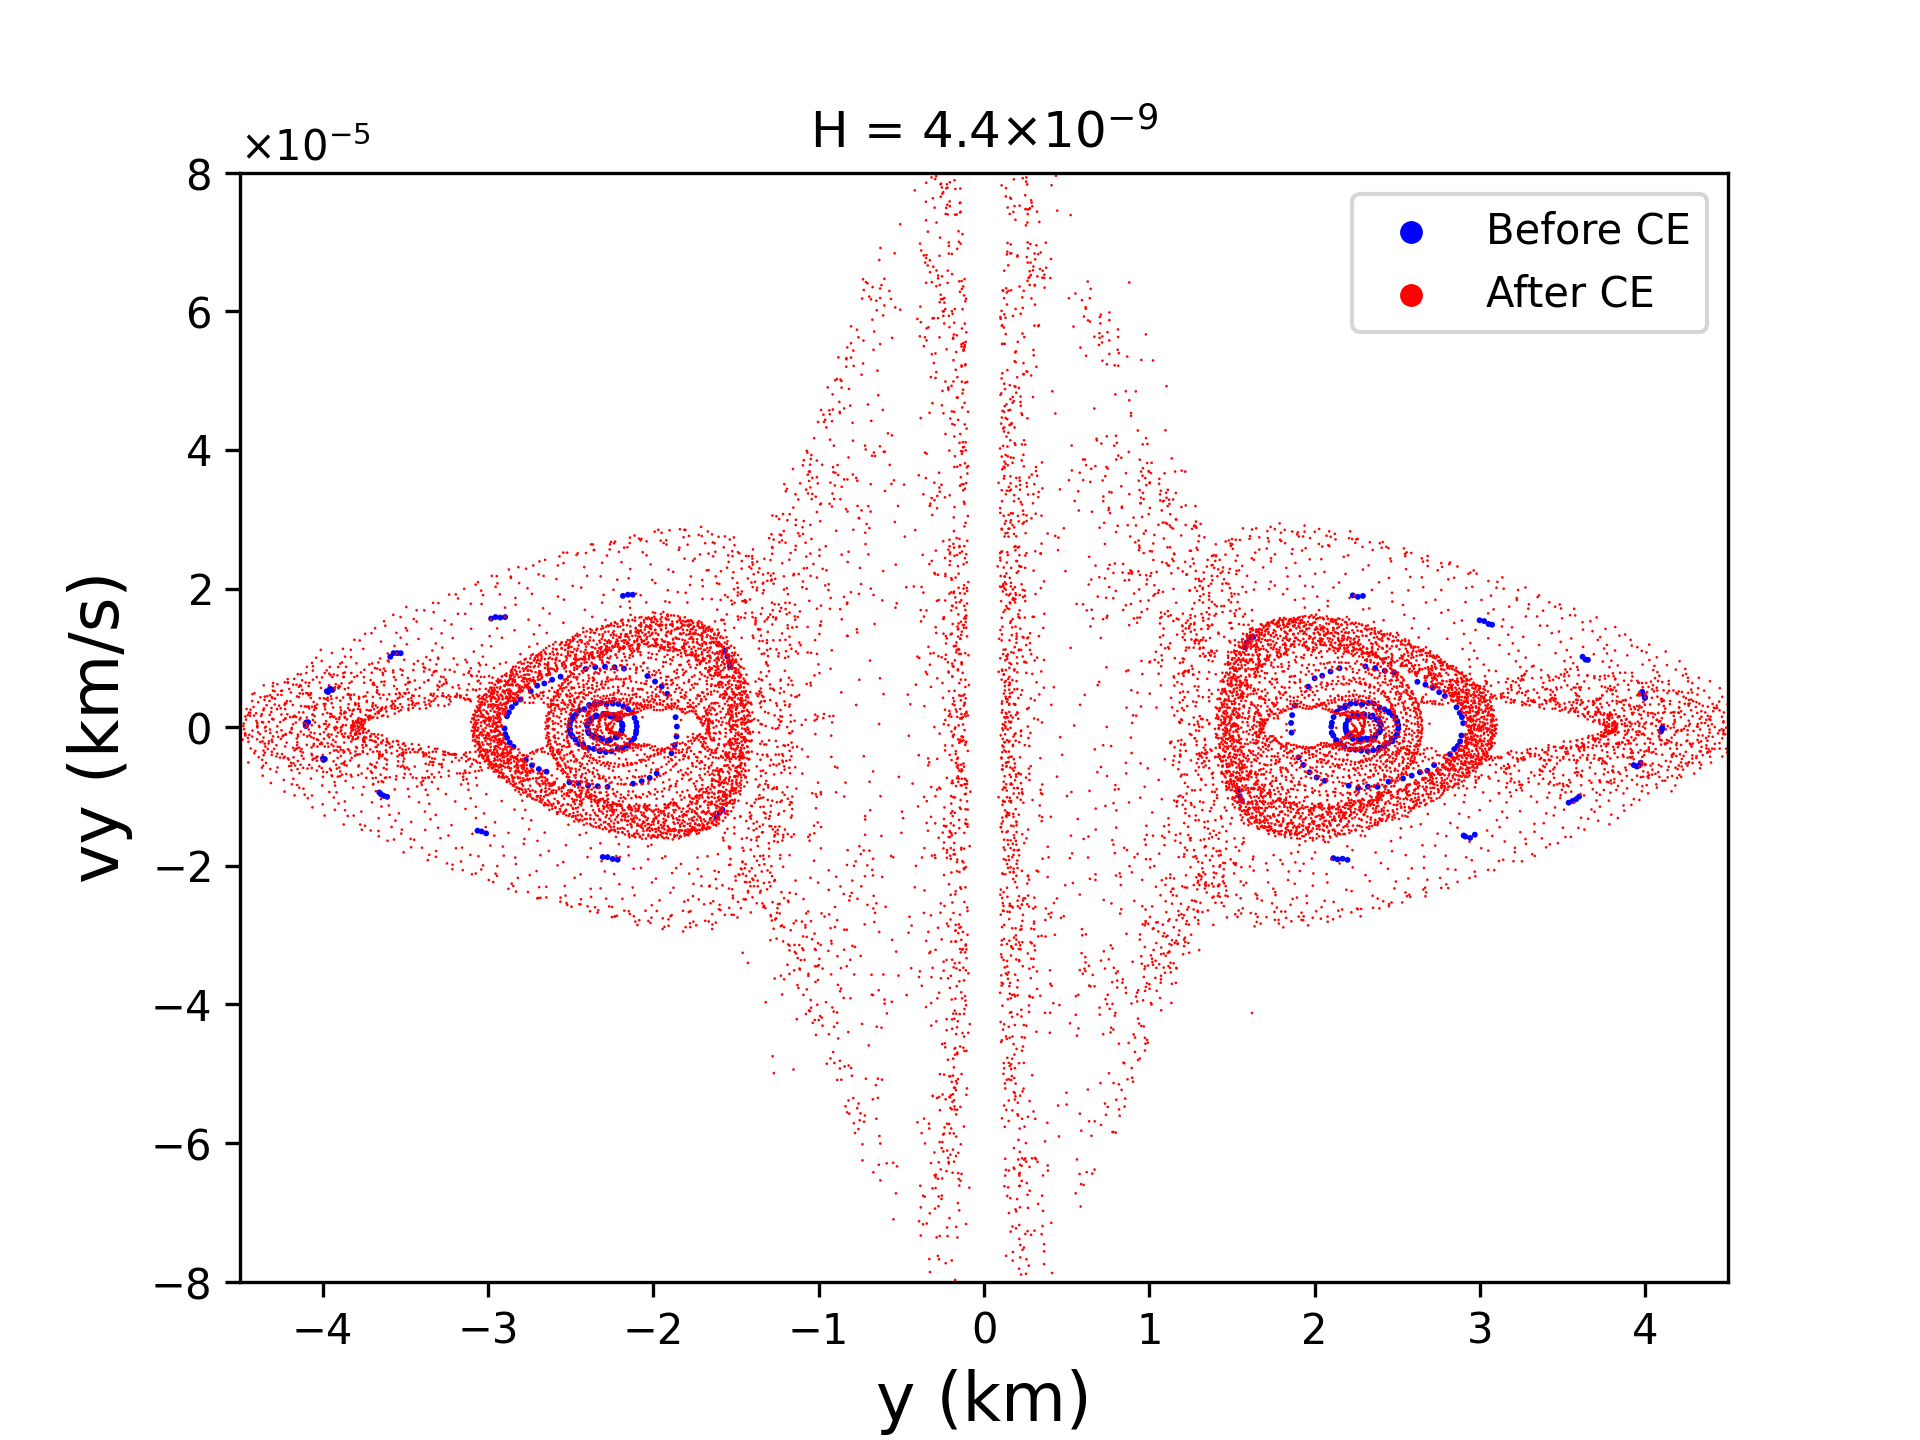 H = 4.4×10⁻⁹
×10⁻⁵
Before CE
After CE
8
6
4
2
0
−2
−4
−6
−8
vy (km/s)
−4 −3 −2 −1 0 1 2 3 4
y (km)